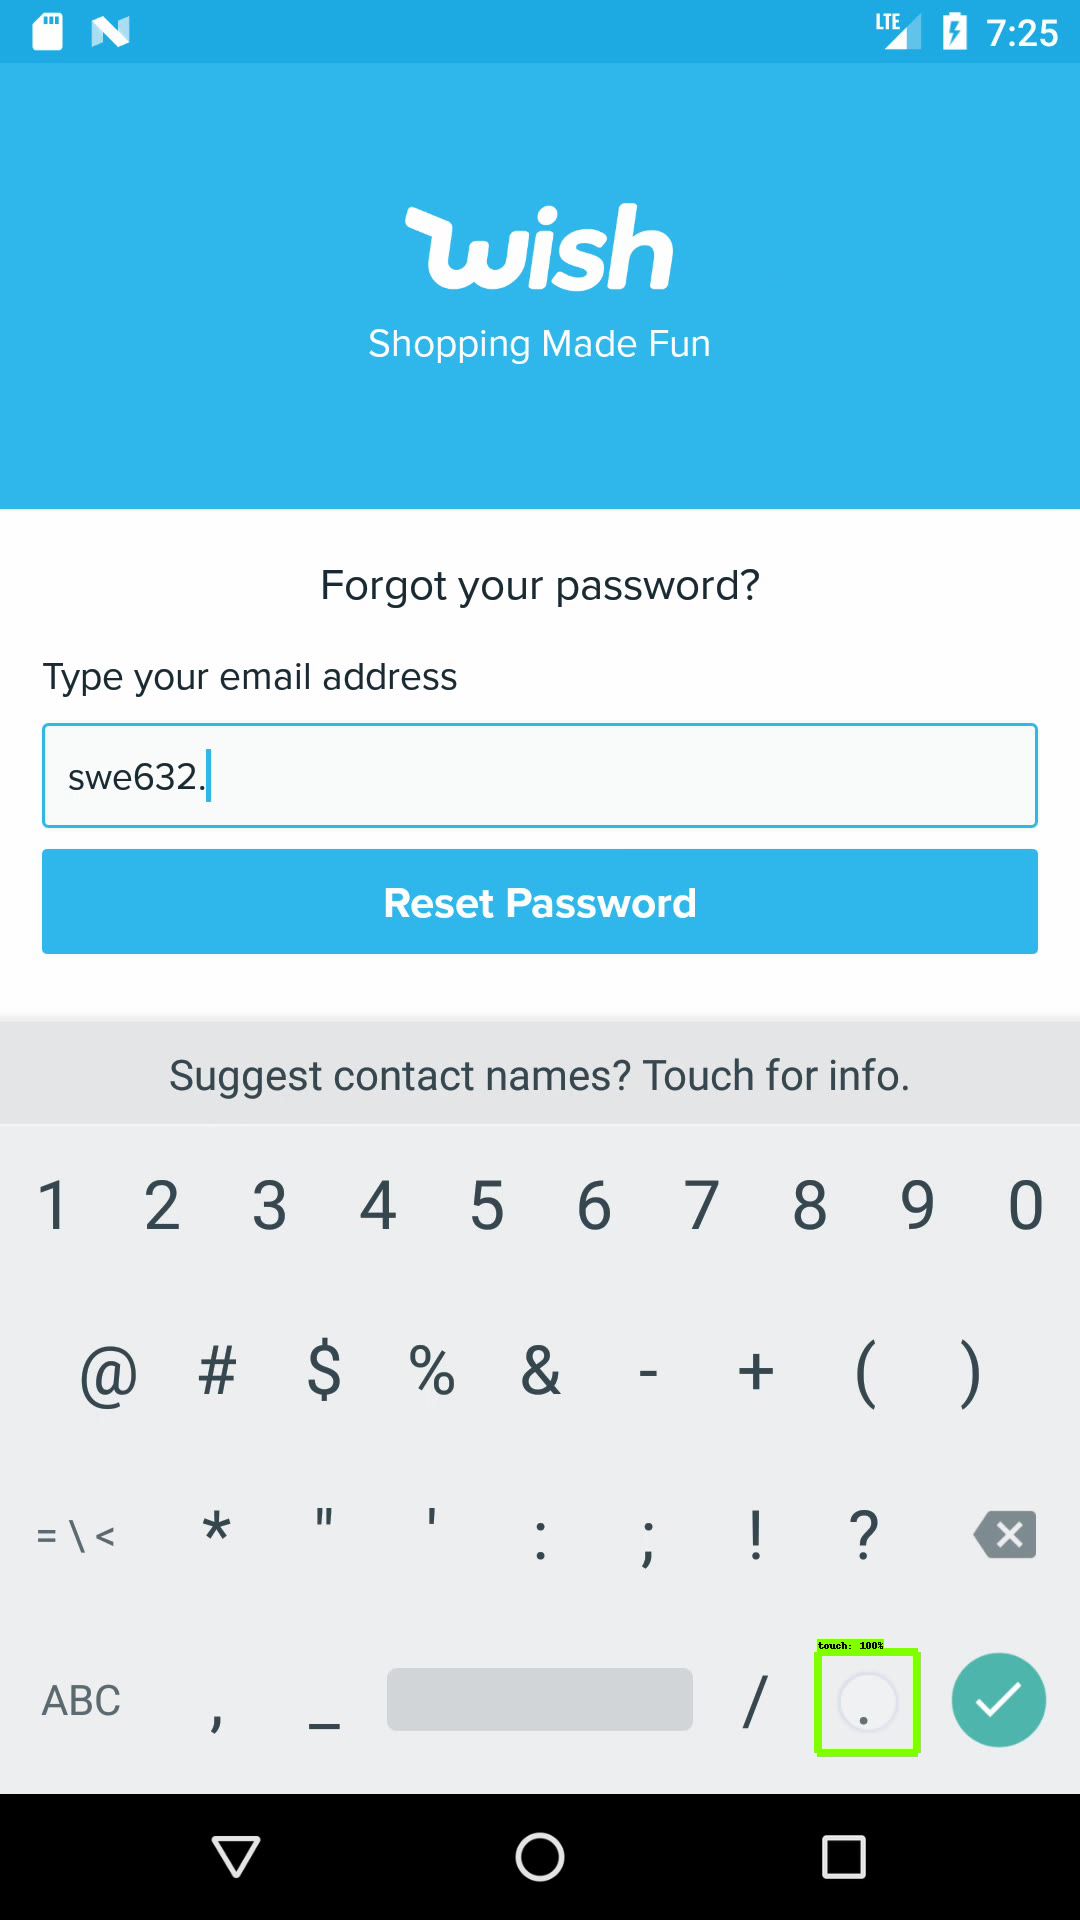 LTE 7:25
wish
Shopping Made Fun
Forgot your password?
Type your email address
swe632.
Reset Password
Suggest contact names? Touch for info.
1 2 3 4 5 6 7 8 9 0
@ # $ % & - + ( )
= \ < * " ' : ; ! ?
touch: 100%
ABC , _ / .